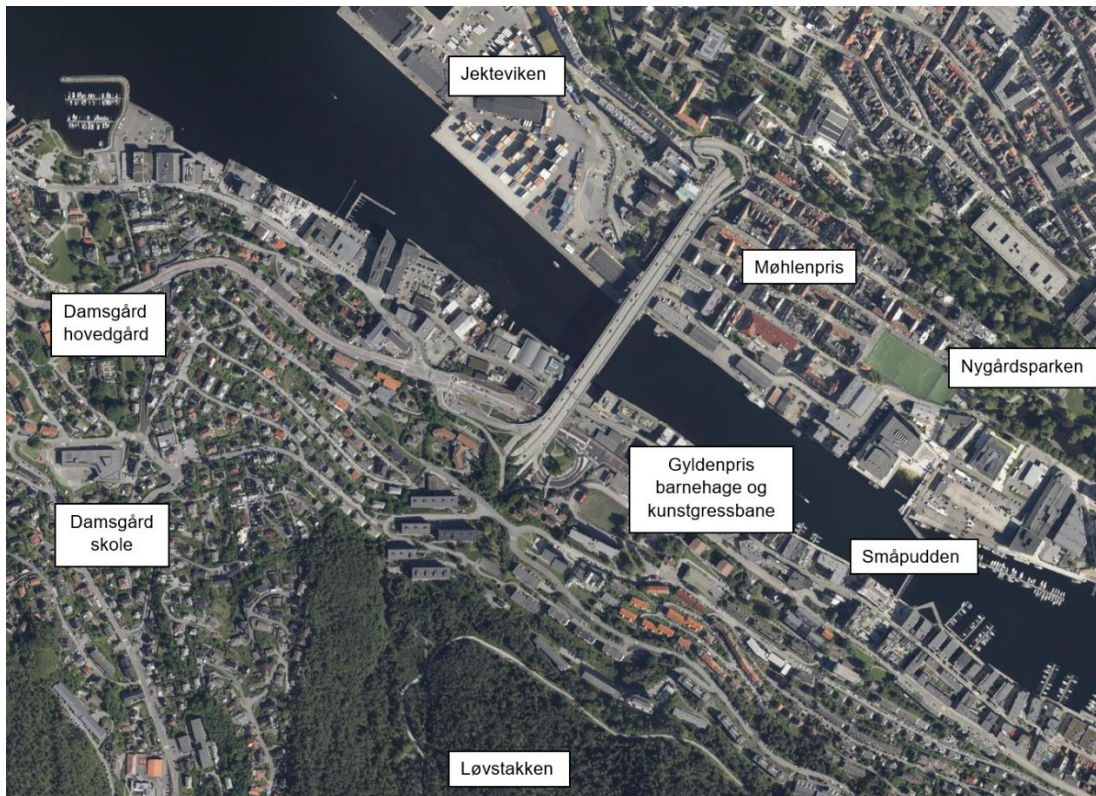 Jekteviken
Møhlenpris
Damsgård
hovedgård
Nygårdsparken
Gyldenpris
barnehage og
kunstgressbane
Damsgård
skole
Småpudden
Løvstakken